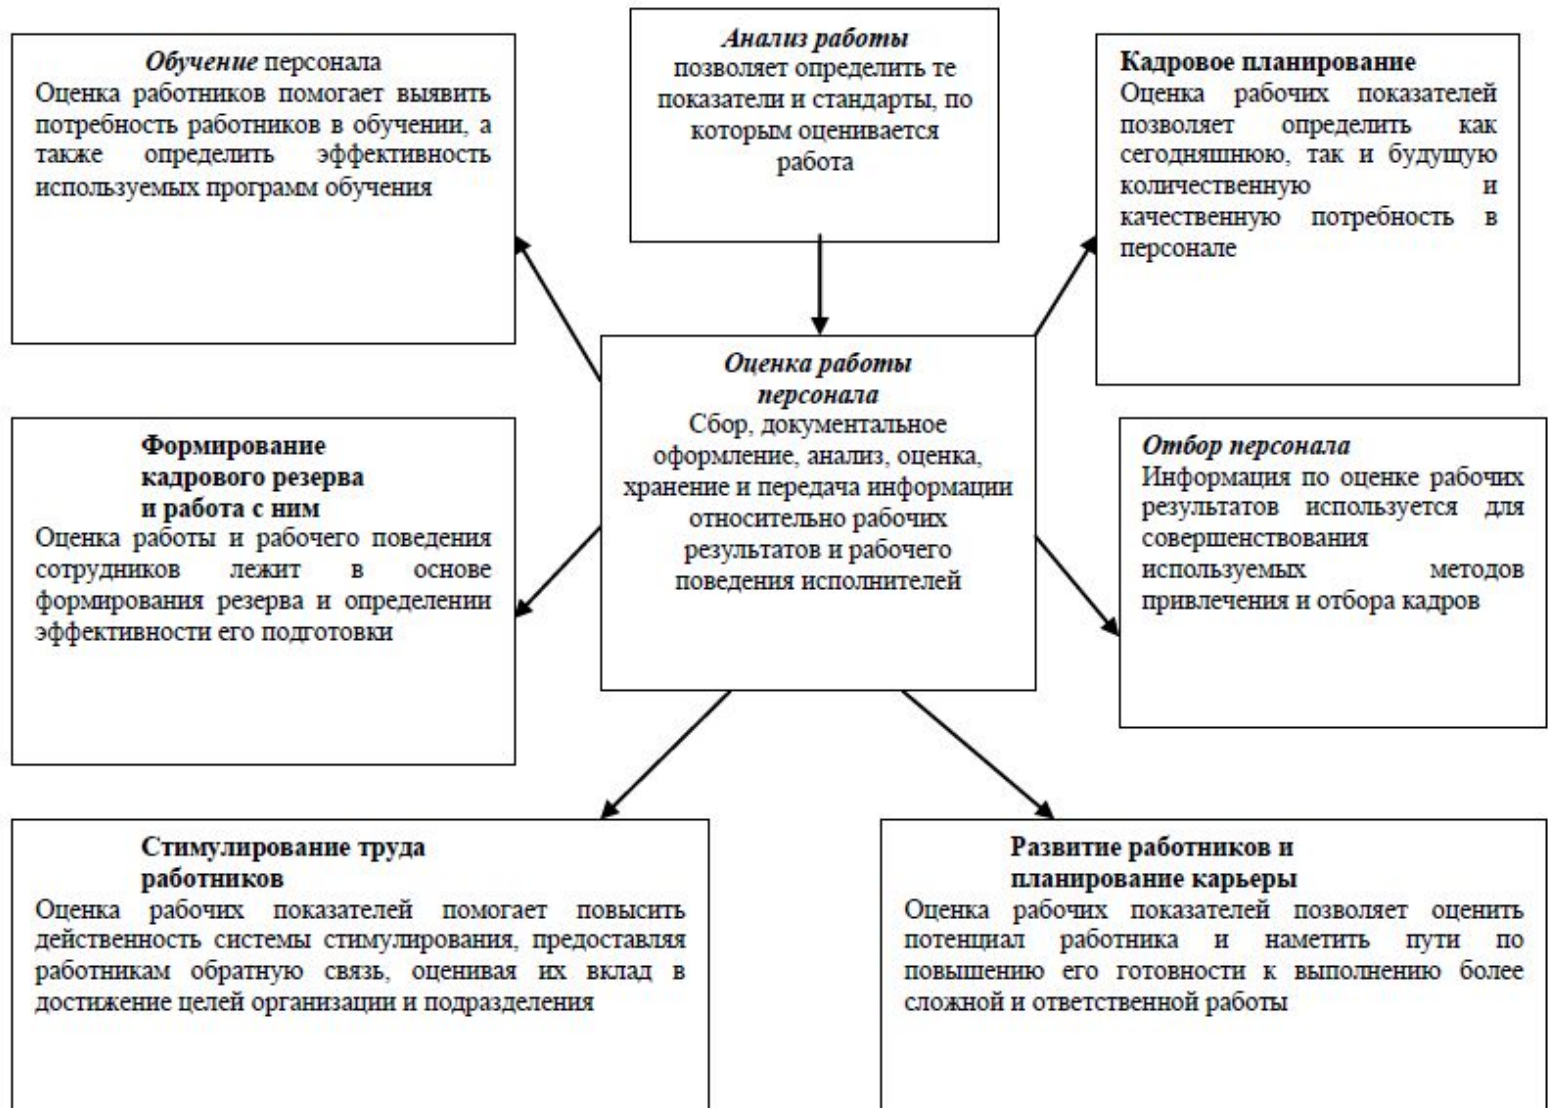 Обучение персонала
Оценка работников помогает выявить
потребность работников в обучении, а
также определить эффективность
используемых программ обучения
Анализ работы
позволяет определить те
показатели и стандарты, по
которым оценивается
работа
Кадровое планирование
Оценка рабочих показателей
позволяет определить как
сегодняшнюю, так и будущую
количественную и
качественную потребность в
персонале
Формирование
кадрового резерва
и работа с ним
Оценка работы и рабочего поведения
сотрудников лежит в основе
формирования резерва и определении
эффективности его подготовки
Оценка работы
персонала
Сбор, документальное
оформление, анализ, оценка,
хранение и передача информации
относительно рабочих
результатов и рабочего
поведения исполнителей
Отбор персонала
Информация по оценке рабочих
результатов используется для
совершенствования
используемых методов
привлечения и отбора кадров
Стимулирование труда
работников
Оценка рабочих показателей помогает повысить
действенность системы стимулирования, предоставляя
работникам обратную связь, оценивая их вклад в
достижение целей организации и подразделения
Развитие работников и
планирование карьеры
Оценка рабочих показателей позволяет оценить
потенциал работника и наметить пути по
повышению его готовности к выполнению более
сложной и ответственной работы